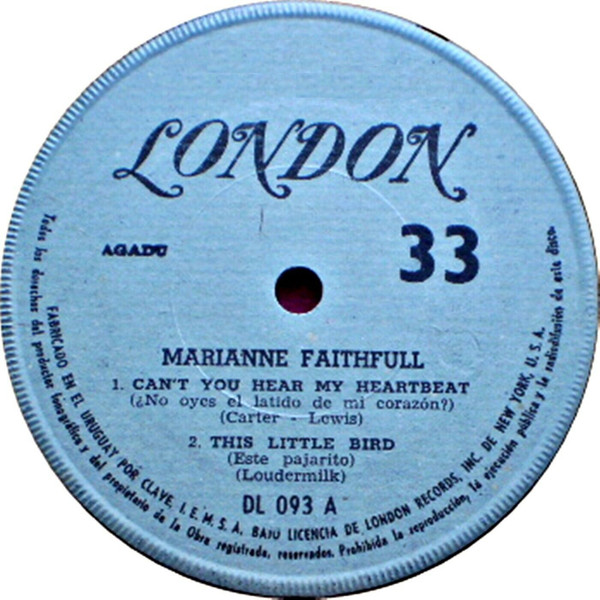 LONDON
AGADU
33
MARIANNE FAITHFULL
1. CAN'T YOU HEAR MY HEARTBEAT
(¿No oyes el latido de mi corazón?)
(Carter - Lewis)
2. THIS LITTLE BIRD
(Este pajarito)
(Loudermilk)
DL 093 A
FABRICADO EN EL URUGUAY POR CLAVE, I. E. M. S. A. BAJO LICENCIA DE LONDON RECORDS, INC. DE NEW YORK, U. S. A.
Todos los derechos del productor fonográfico y del propietario de la Obra registrada, reservados. Prohibida la reproducción, la ejecución pública y la radiodifusión de este disco.